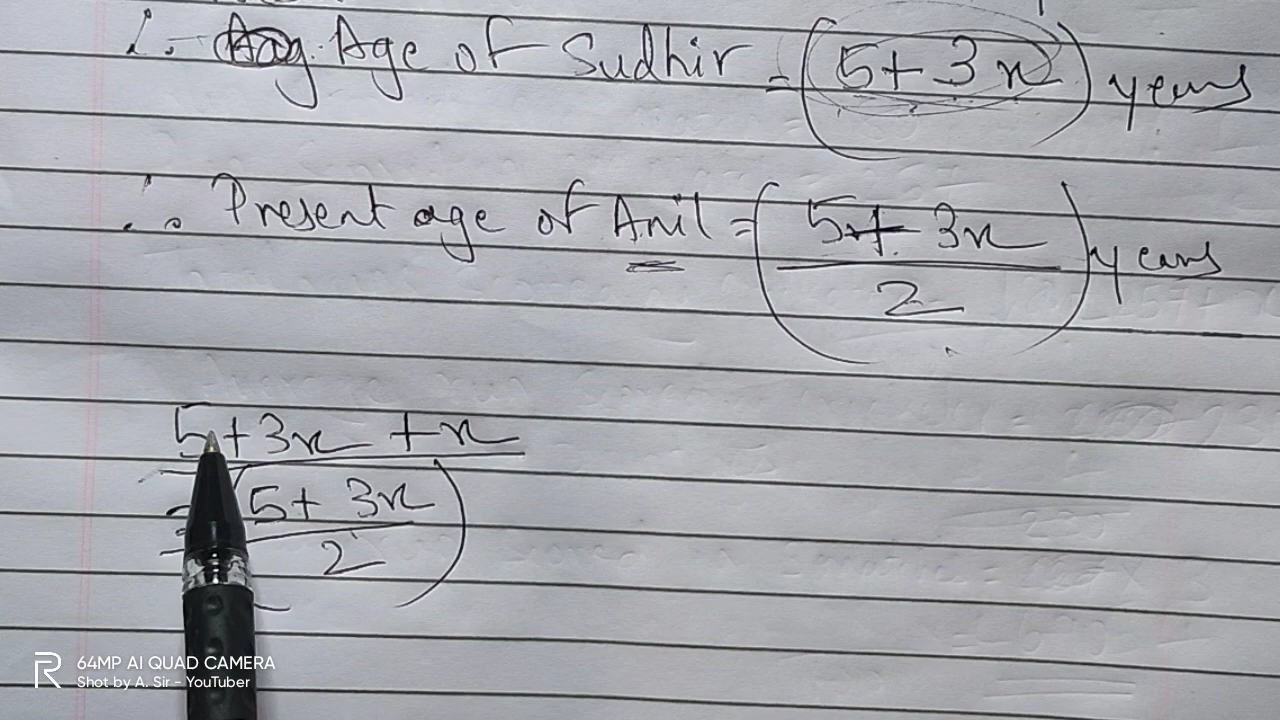 ∴ Age of Sudhir = (5+3x) years
∴ Present age of Anil = (5+3x / 2) years
5+3x+x
(5+3x / 2)
64MP AI QUAD CAMERA
Shot by A. Sir - YouTuber